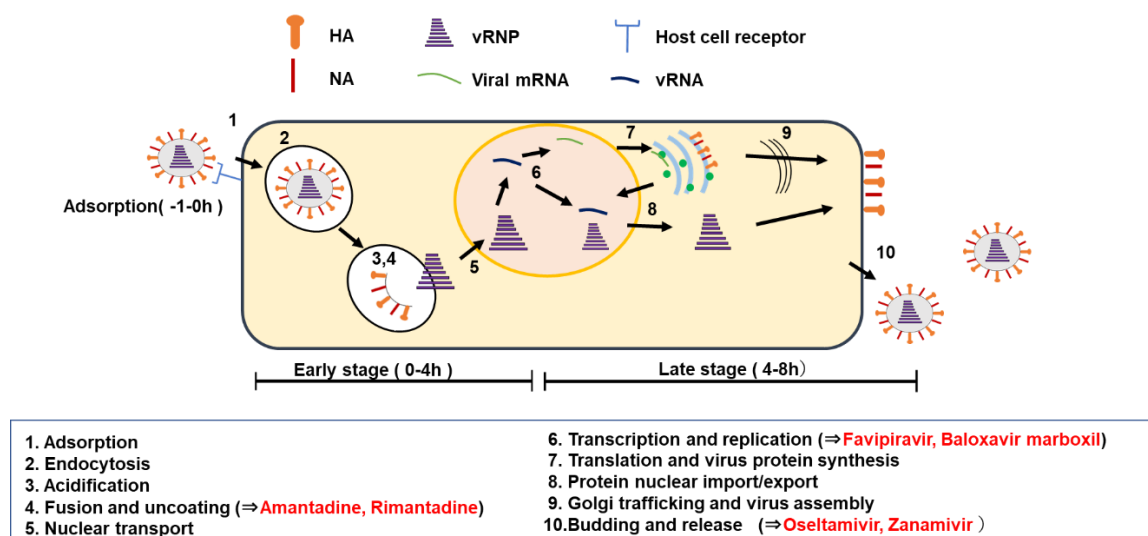 HA
vRNP
Host cell receptor
NA
Viral mRNA
vRNA
1
2
7
9
6
Adsorption( -1-0h )
8
3,4
5
10
Early stage ( 0-4h )
Late stage (4-8h）
1. Adsorption
2. Endocytosis
3. Acidification
4. Fusion and uncoating (⇒Amantadine, Rimantadine)
5. Nuclear transport
6. Transcription and replication (⇒Favipiravir, Baloxavir marboxil)
7. Translation and virus protein synthesis
8. Protein nuclear import/export
9. Golgi trafficking and virus assembly
10.Budding and release (⇒Oseltamivir, Zanamivir ）